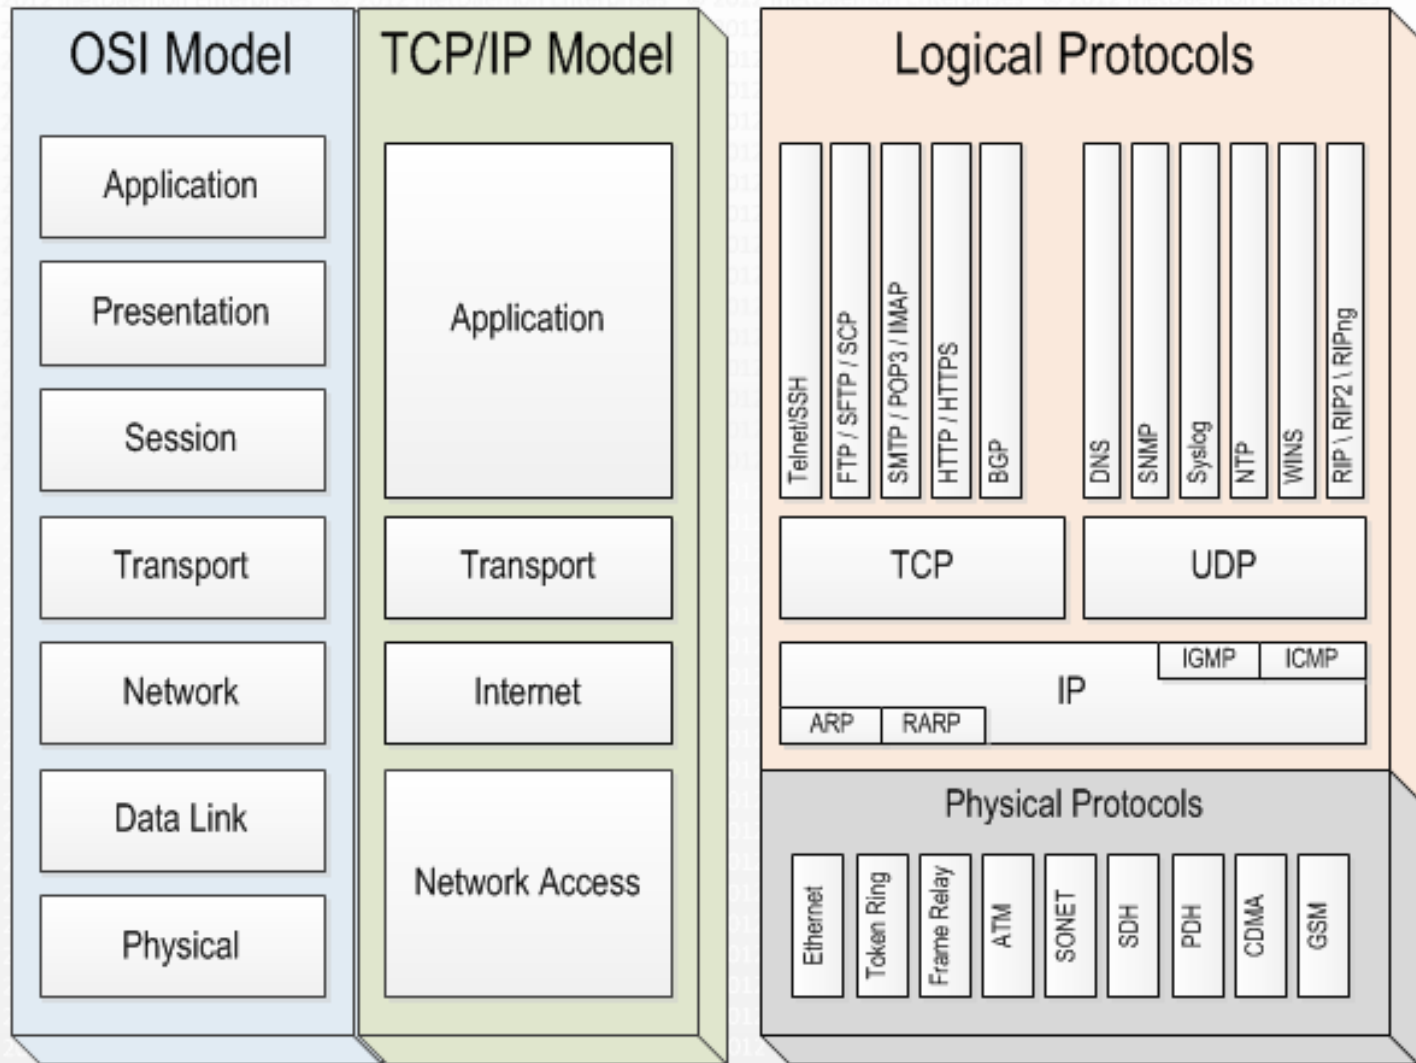 OSI Model
Application
Presentation
Session
Transport
Network
Data Link
Physical
TCP/IP Model
Application
Transport
Internet
Network Access
Logical Protocols
Telnet/SSH
FTP / SFTP / SCP
SMTP / POP3 / IMAP
HTTP / HTTPS
BGP
DNS
SNMP
Syslog
NTP
WINS
RIP \ RIP2 \ RIPng
TCP
UDP
IP
IGMP
ICMP
ARP
RARP
Physical Protocols
Ethernet
Token Ring
Frame Relay
ATM
SONET
SDH
PDH
CDMA
GSM